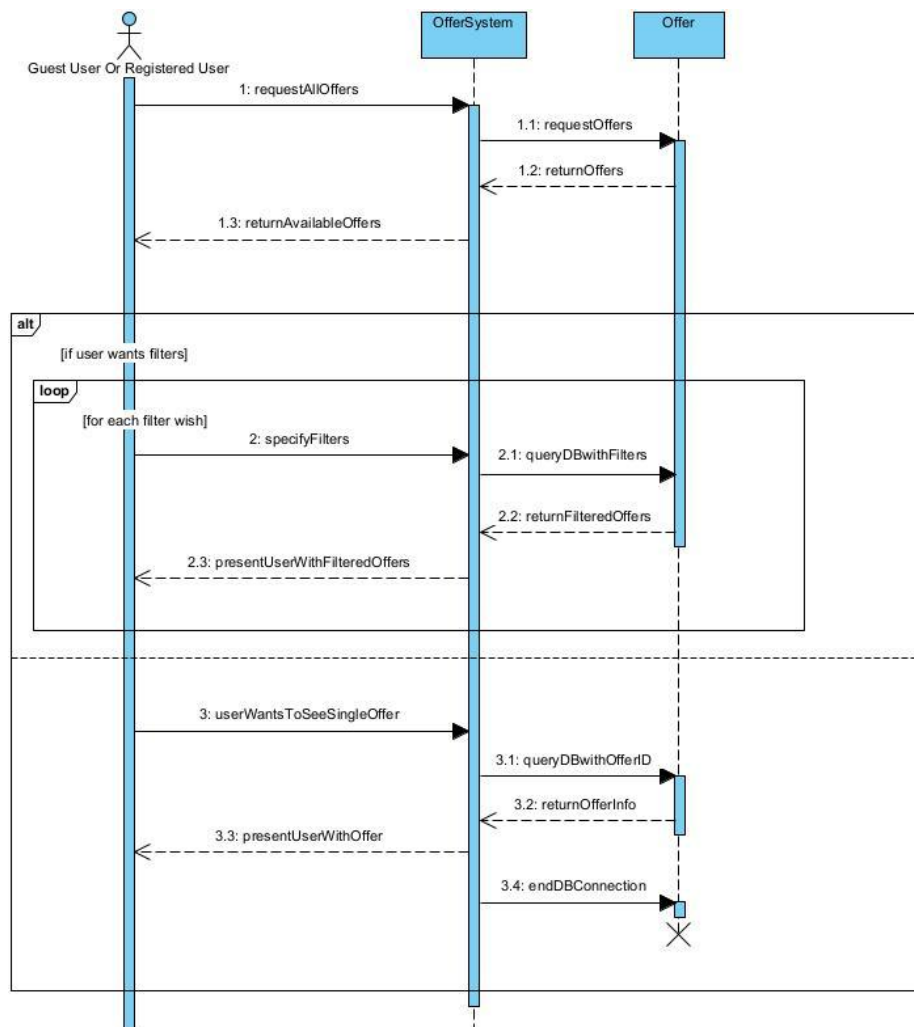 OfferSystem
Offer
Guest User Or Registered User
1: requestAllOffers
1.1: requestOffers
1.2: returnOffers
1.3: returnAvailableOffers
alt
[if user wants filters]
loop
[for each filter wish]
2: specifyFilters
2.1: queryDBwithFilters
2.2: returnFilteredOffers
2.3: presentUserWithFilteredOffers
3: userWantsToSeeSingleOffer
3.1: queryDBwithOfferID
3.2: returnOfferInfo
3.3: presentUserWithOffer
3.4: endDBConnection